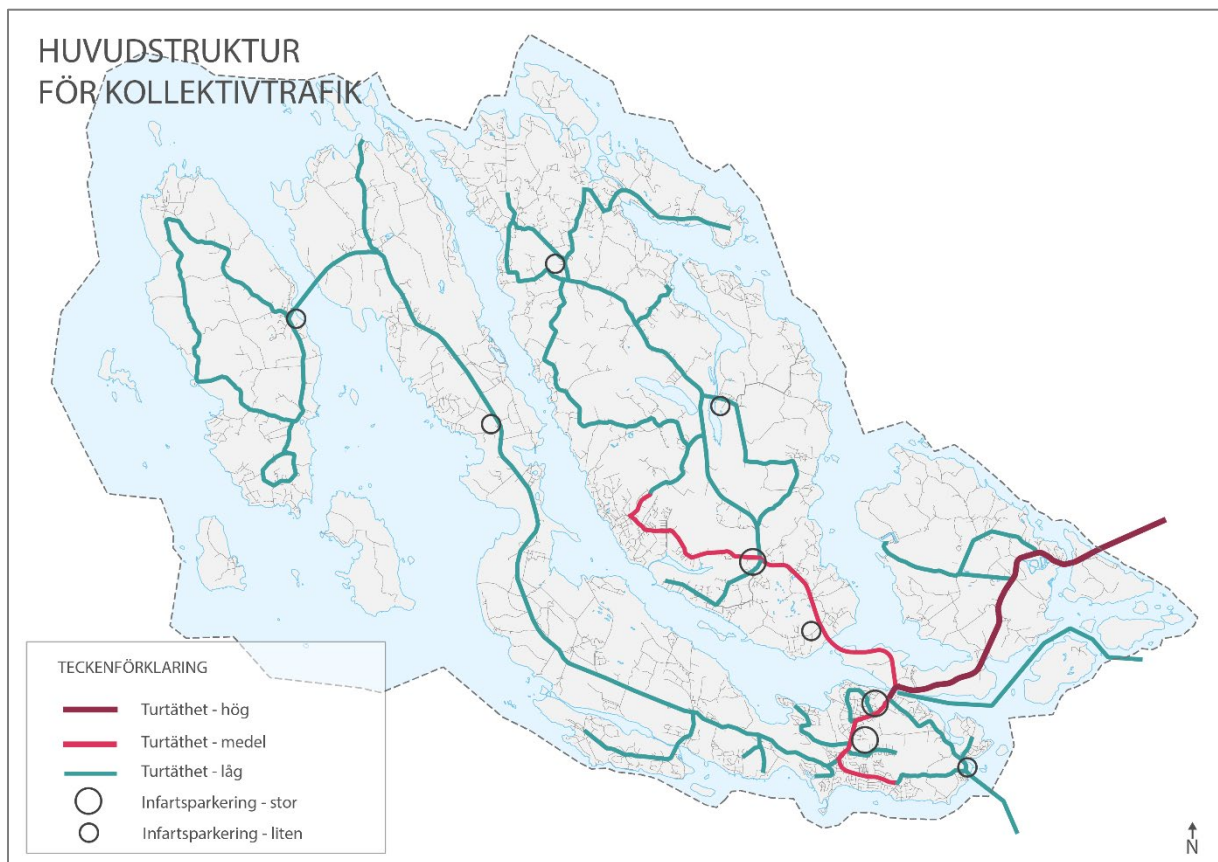 HUVUDSTRUKTUR
FÖR KOLLEKTIVTRAFIK
TECKENFÖRKLARING
Turtäthet - hög
Turtäthet - medel
Turtäthet - låg
Infartsparkering - stor
Infartsparkering - liten
N